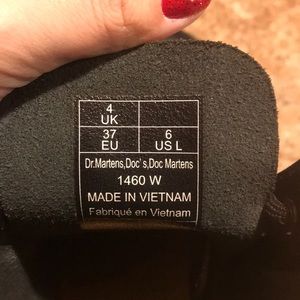 4
UK
37 6
EU US L
Dr.Martens,Doc's,Doc Martens
1460 W
MADE IN VIETNAM
Fabriqué en Vietnam